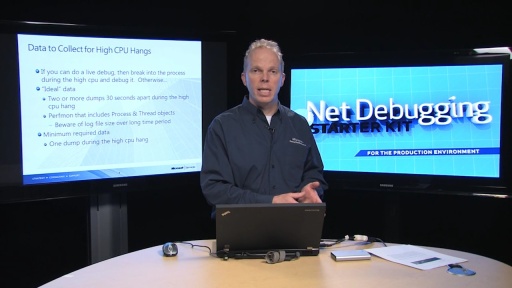 Data to Collect for High CPU Hangs
If you can do a live debug, then break into the process
during the high cpu and debug it. Otherwise...
"Ideal" data
Two or more dumps 30 seconds apart during the high
cpu hang
Perfmon that includes Process & Thread objects
Beware of log file size over long time period
Minimum required data
One dump during the high cpu hang
Microsoft
Net Debugging
STARTER KIT
FOR THE PRODUCTION ENVIRONMENT